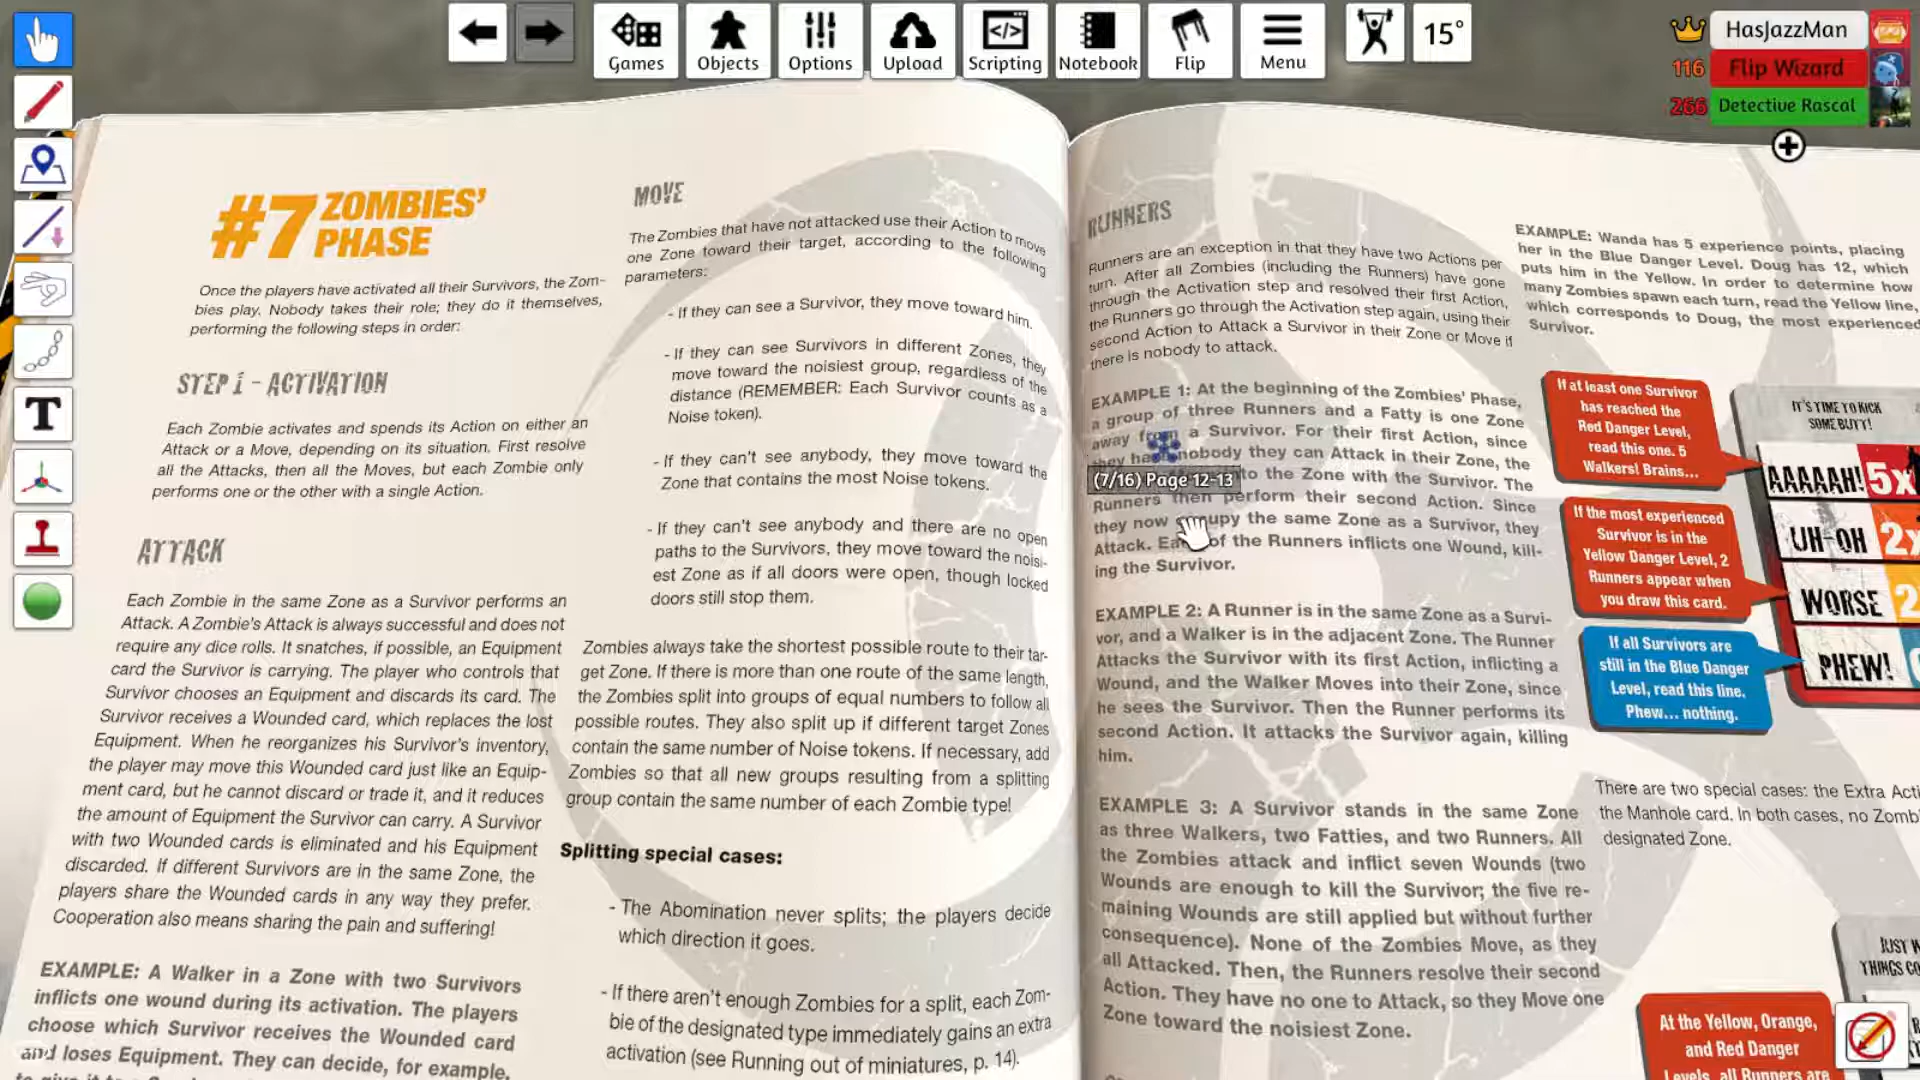 Games
Objects
Options
Upload
Scripting
Notebook
Flip
Menu
15°
HasJazzMan
116
Flip Wizard
266
Detective Rascal
#7 ZOMBIES'
PHASE
Once the players have activated all their Survivors, the Zom-
bies play. Nobody takes their role; they do it themselves,
performing the following steps in order:
STEP 1 - ACTIVATION
Each Zombie activates and spends its Action on either an
Attack or a Move, depending on its situation. First resolve
all the Attacks, then all the Moves, but each Zombie only
performs one or the other with a single Action.
ATTACK
Each Zombie in the same Zone as a Survivor performs an
Attack. A Zombie's Attack is always successful and does not
require any dice rolls. It snatches, if possible, an Equipment
card the Survivor is carrying. The player who controls that
Survivor chooses an Equipment and discards its card. The
Survivor receives a Wounded card, which replaces the lost
Equipment. When he reorganizes his Survivor's inventory,
the player may move this Wounded card just like an Equip-
ment card, but he cannot discard or trade it, and it reduces
the amount of Equipment the Survivor can carry. A Survivor
with two Wounded cards is eliminated and his Equipment
discarded. If different Survivors are in the same Zone, the
players share the Wounded cards in any way they prefer.
Cooperation also means sharing the pain and suffering!
EXAMPLE: A Walker in a Zone with two Survivors
inflicts one wound during its activation. The players
choose which Survivor receives the Wounded card
and loses Equipment. They can decide, for example,
MOVE
The Zombies that have not attacked use their Action to move
one Zone toward their target, according to the following
parameters:
- If they can see a Survivor, they move toward him.
- If they can see Survivors in different Zones, they
move toward the noisiest group, regardless of the
distance (REMEMBER: Each Survivor counts as a
Noise token).
- If they can't see anybody, they move toward the
Zone that contains the most Noise tokens.
- If they can't see anybody and there are no open
paths to the Survivors, they move toward the noisi-
est Zone as if all doors were open, though locked
doors still stop them.
Zombies always take the shortest possible route to their tar-
get Zone. If there is more than one route of the same length,
the Zombies split into groups of equal numbers to follow all
possible routes. They also split up if different target Zones
contain the same number of Noise tokens. If necessary, add
Zombies so that all new groups resulting from a splitting
group contain the same number of each Zombie type!
Splitting special cases:
- The Abomination never splits; the players decide
which direction it goes.
- If there aren't enough Zombies for a split, each Zom-
bie of the designated type immediately gains an extra
activation (see Running out of miniatures, p. 14).
RUNNERS
Runners are an exception in that they have two Actions per
turn. After all Zombies (including the Runners) have gone
through the Activation step and resolved their first Action,
the Runners go through the Activation step again, using their
second Action to Attack a Survivor in their Zone or Move if
there is nobody to attack.
EXAMPLE 1: At the beginning of the Zombies' Phase,
a group of three Runners and a Fatty is one Zone
away from a Survivor. For their first Action, since
they have nobody they can Attack in their Zone, the
(7/16) Page 12-13
to the Zone with the Survivor. The
Runners then perform their second Action. Since
they now occupy the same Zone as a Survivor, they
Attack. Each of the Runners inflicts one Wound, kill-
ing the Survivor.
EXAMPLE 2: A Runner is in the same Zone as a Survi-
vor, and a Walker is in the adjacent Zone. The Runner
Attacks the Survivor with its first Action, inflicting a
Wound, and the Walker Moves into their Zone, since
he sees the Survivor. Then the Runner performs its
second Action. It attacks the Survivor again, killing
him.
EXAMPLE 3: A Survivor stands in the same Zone
as three Walkers, two Fatties, and two Runners. All
the Zombies attack and inflict seven Wounds (two
Wounds are enough to kill the Survivor; the five re-
maining Wounds are still applied but without further
consequence). None of the Zombies Move, as they
all Attacked. Then, the Runners resolve their second
Action. They have no one to Attack, so they Move one
Zone toward the noisiest Zone.
EXAMPLE: Wanda has 5 experience points, placing
her in the Blue Danger Level. Doug has 12, which
puts him in the Yellow. In order to determine how
many Zombies spawn each turn, read the Yellow line,
which corresponds to Doug, the most experienced
Survivor.
If at least one Survivor
has reached the
Red Danger Level,
read this one. 5
Walkers! Brains...
If the most experienced
Survivor is in the
Yellow Danger Level, 2
Runners appear when
you draw this card.
If all Survivors are
still in the Blue Danger
Level, read this line.
Phew... nothing.
IT'S TIME TO KICK
SOME BUTT!
AAAAAH! 5x
UH-OH 2x
WORSE 2
PHEW!
There are two special cases: the Extra Acti
the Manhole card. In both cases, no Zomb
designated Zone.
JUST W
THINGS CO
At the Yellow, Orange,
and Red Danger
Levels, all Runners are